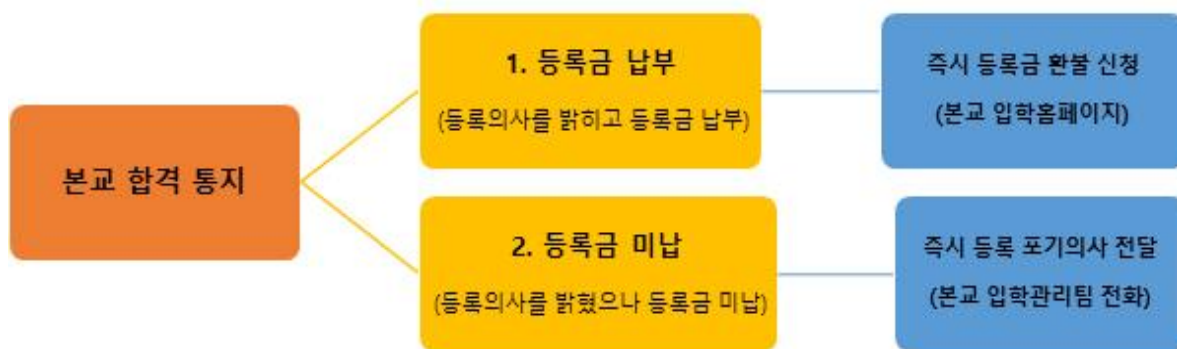 본교 합격 통지
1. 등록금 납부
(등록의사를 밝히고 등록금 납부)
즉시 등록금 환불 신청
(본교 입학홈페이지)
2. 등록금 미납
(등록의사를 밝혔으나 등록금 미납)
즉시 등록 포기의사 전달
(본교 입학관리팀 전화)